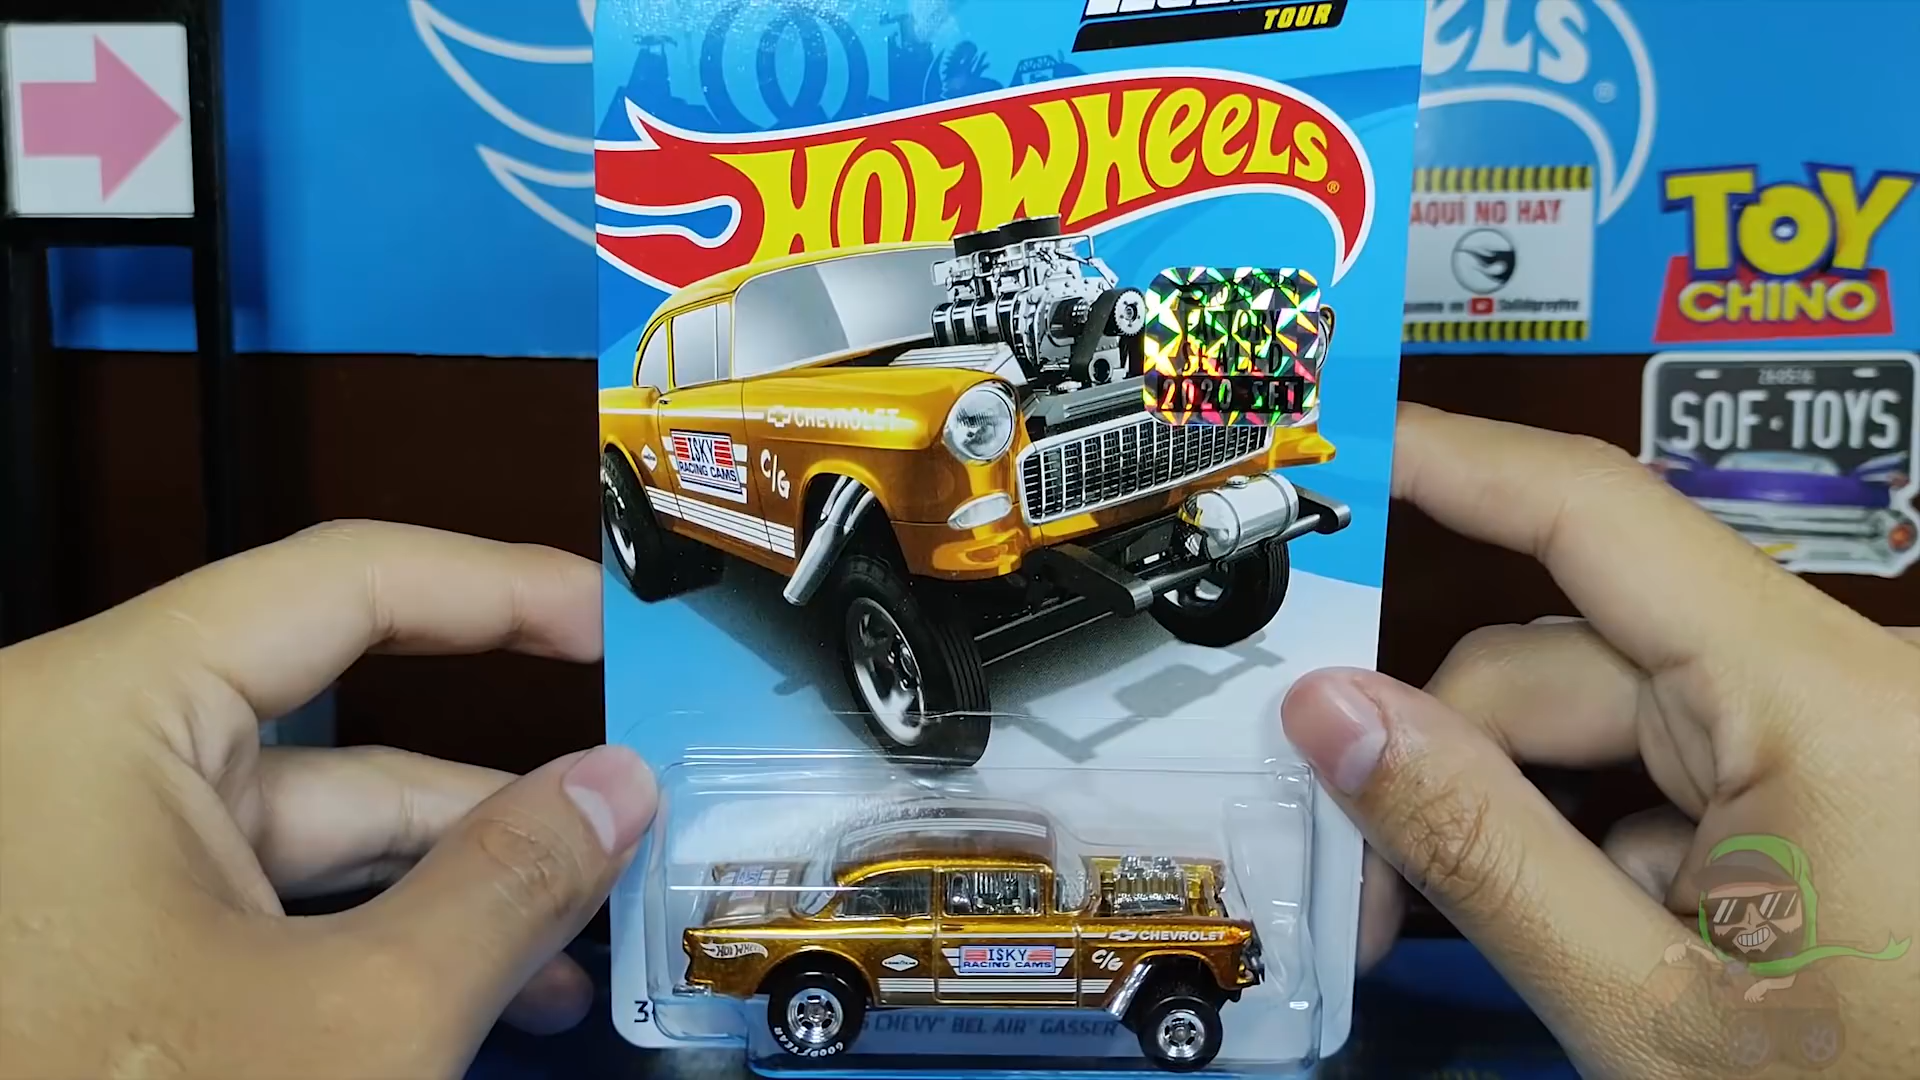 TOUR
HOT WHEELS
®
CHEVROLET
ISKY
RACING CAMS
C/G
FACTORY
SEALED
2020 SET
HOT WHEELS
CHEVROLET
ISKY
RACING CAMS
C/G
GOODYEAR
CHEVY® BEL AIR® GASSER
ELS
®
AQUI NO HAY
TOY
CHINO
SOF·TOYS